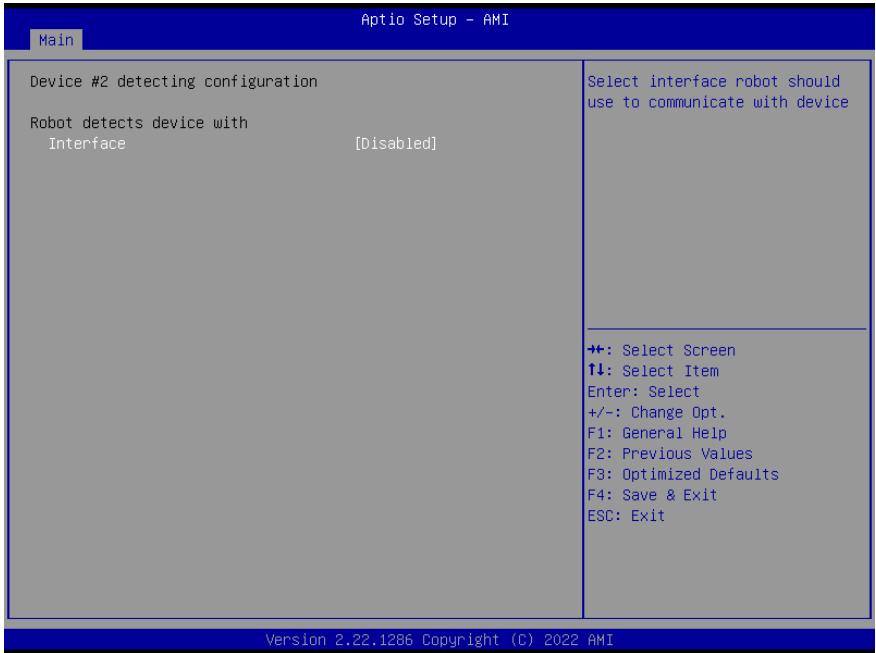 Aptio Setup – AMI
Main
Device #2 detecting configuration
Robot detects device with
Interface [Disabled]
Select interface robot should
use to communicate with device
→←: Select Screen
↑↓: Select Item
Enter: Select
+/-: Change Opt.
F1: General Help
F2: Previous Values
F3: Optimized Defaults
F4: Save & Exit
ESC: Exit
Version 2.22.1286 Copyright (C) 2022 AMI